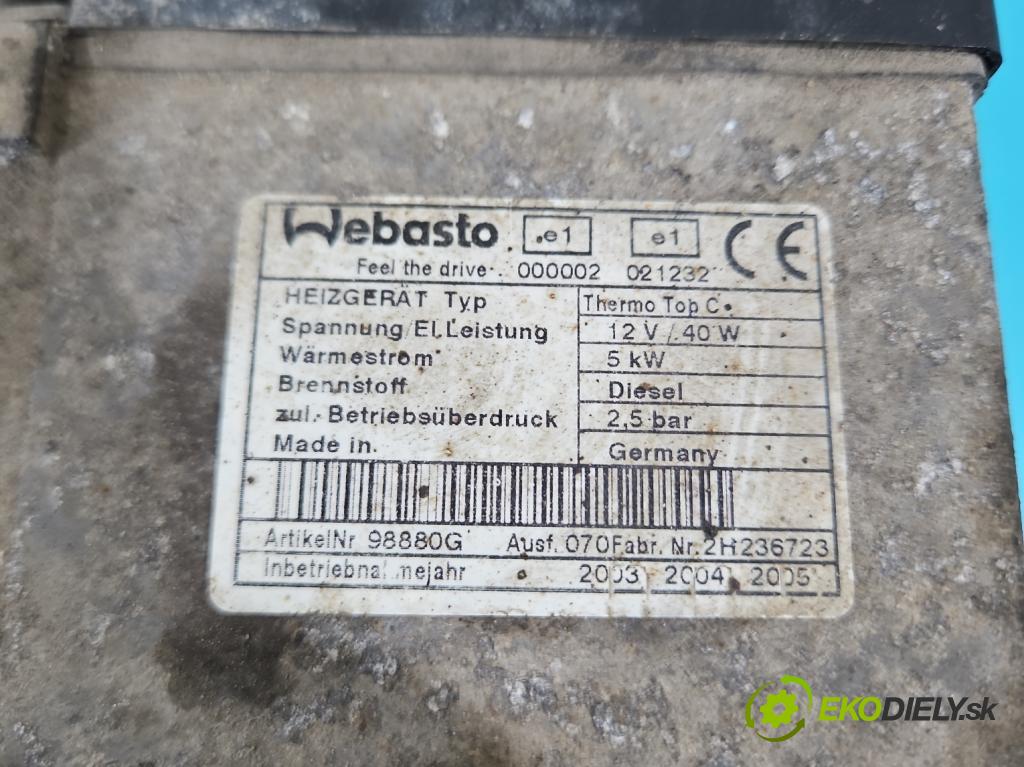 Webasto e1 e1 CE
Feel the drive 000002 021232
HEIZGERÄT Typ Thermo Top C
Spannung/El.Leistung 12 V / 40 W
Wärmestrom 5 kW
Brennstoff Diesel
zul. Betriebsüberdruck 2,5 bar
Made in Germany
ArtikelNr 98880G Ausf. 070 Fabr. Nr. 2H236723
Inbetriebnahmejahr 2003 2004 2005
EKODIELY.sk